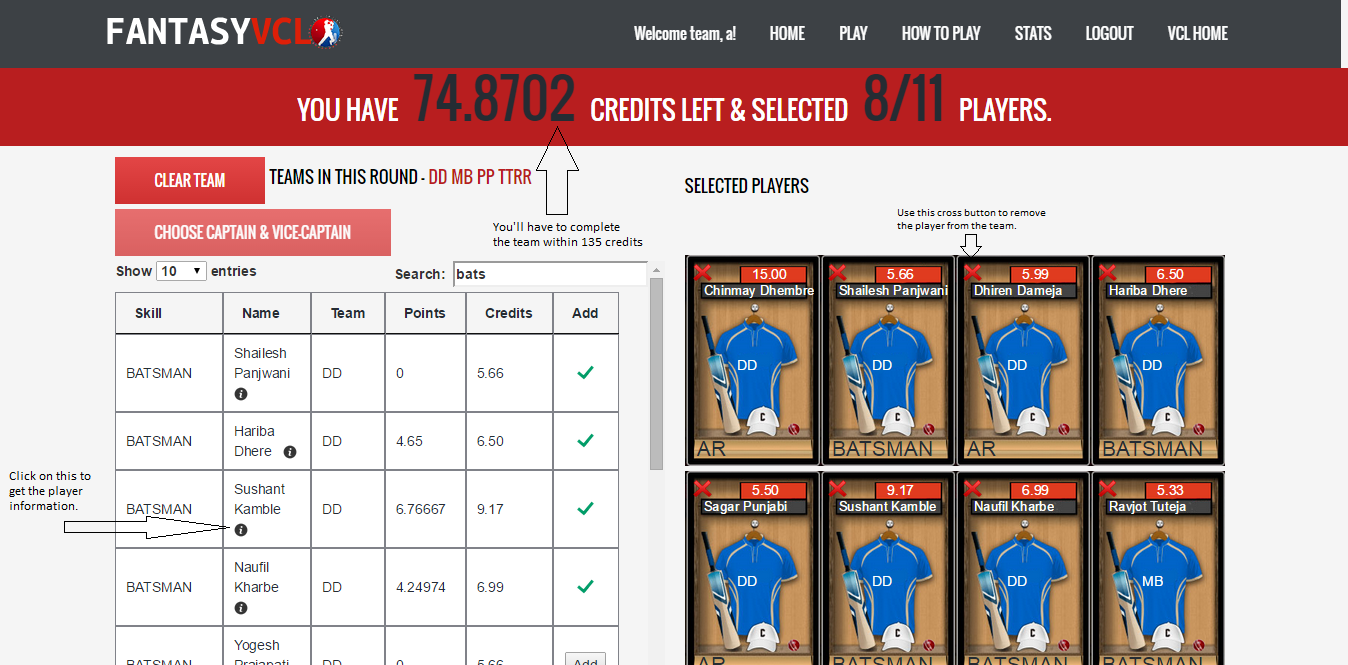 FANTASYVCL
Welcome team, a! HOME PLAY HOW TO PLAY STATS LOGOUT VCL HOME
YOU HAVE 74.8702 CREDITS LEFT & SELECTED 8/11 PLAYERS.
CLEAR TEAM
TEAMS IN THIS ROUND - DD MB PP TTRR
CHOOSE CAPTAIN & VICE-CAPTAIN
You'll have to complete
the team within 135 credits
Show 10 entries
Search: bats
Skill Name Team Points Credits Add
BATSMAN Shailesh Panjwani DD 0 5.66
BATSMAN Hariba Dhere DD 4.65 6.50
BATSMAN Sushant Kamble DD 6.76667 9.17
BATSMAN Naufil Kharbe DD 4.24974 6.99
BATSMAN Yogesh Prajapati DD 0 5.66 Add
Click on this to
get the player
information.
SELECTED PLAYERS
Use this cross button to remove
the player from the team.
15.00 5.66 5.99 6.50
Chinmay Dhembre Shailesh Panjwani Dhiren Dameja Hariba Dhere
DD DD DD DD
C C C C
AR BATSMAN AR BATSMAN
5.50 9.17 6.99 5.33
Sagar Punjabi Sushant Kamble Naufil Kharbe Ravjot Tuteja
DD DD DD MB
C C C C
AR BATSMAN BATSMAN BATSMAN